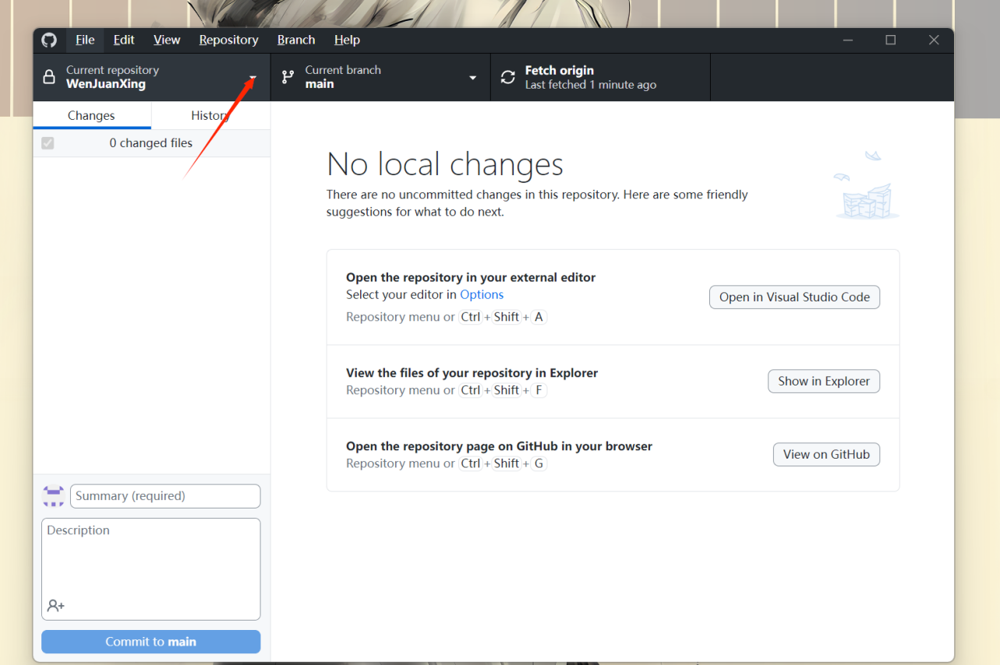 File Edit View Repository Branch Help
Current repository
WenJuanXing
Current branch
main
Fetch origin
Last fetched 1 minute ago
Changes History
0 changed files
No local changes
There are no uncommitted changes in this repository. Here are some friendly
suggestions for what to do next.
Open the repository in your external editor
Select your editor in Options
Repository menu or Ctrl + Shift + A
Open in Visual Studio Code
View the files of your repository in Explorer
Repository menu or Ctrl + Shift + F
Show in Explorer
Open the repository page on GitHub in your browser
Repository menu or Ctrl + Shift + G
View on GitHub
Summary (required)
Description
Commit to main